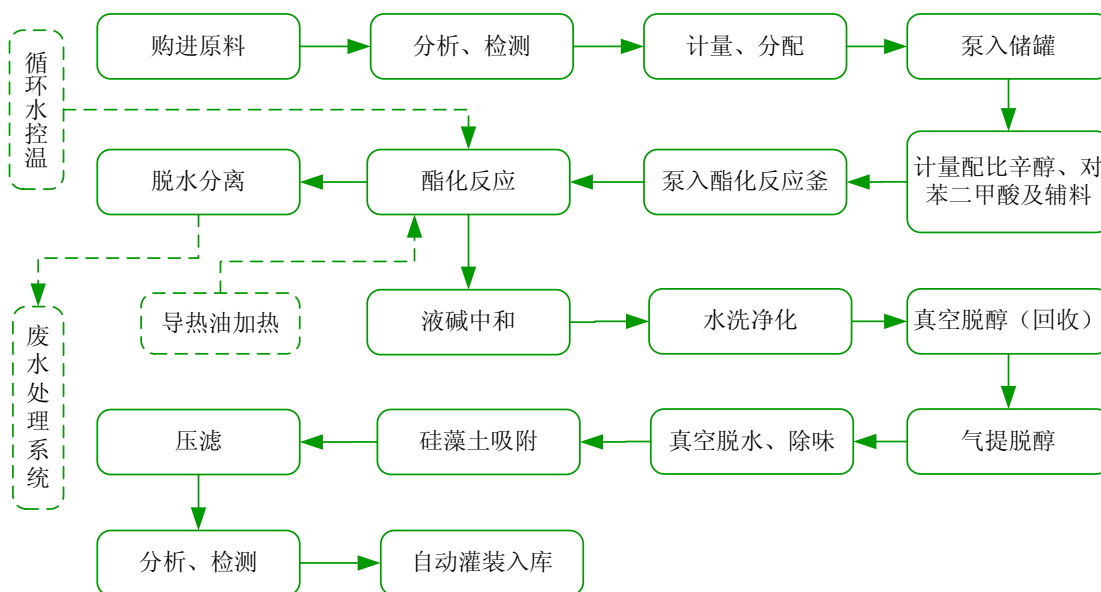 购进原料
分析、检测
计量、分配
泵入储罐
循环水控温
脱水分离
酯化反应
泵入酯化反应釜
计量配比辛醇、对
苯二甲酸及辅料
导热油加热
液碱中和
水洗净化
真空脱醇（回收）
废水处理系统
压滤
硅藻土吸附
真空脱水、除味
气提脱醇
分析、检测
自动灌装入库